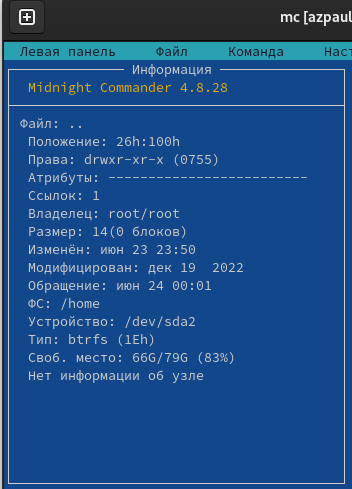 mc [azpaul
Левая панель Файл Команда Наст
Информация
Midnight Commander 4.8.28
Файл: ..
Положение: 26h:100h
Права: drwxr-xr-x (0755)
Атрибуты: -------------------------
Ссылок: 1
Владелец: root/root
Размер: 14(0 блоков)
Изменён: июн 23 23:50
Модифицирован: дек 19  2022
Обращение: июн 24 00:01
ФС: /home
Устройство: /dev/sda2
Тип: btrfs (1Eh)
Своб. место: 66G/79G (83%)
Нет информации об узле